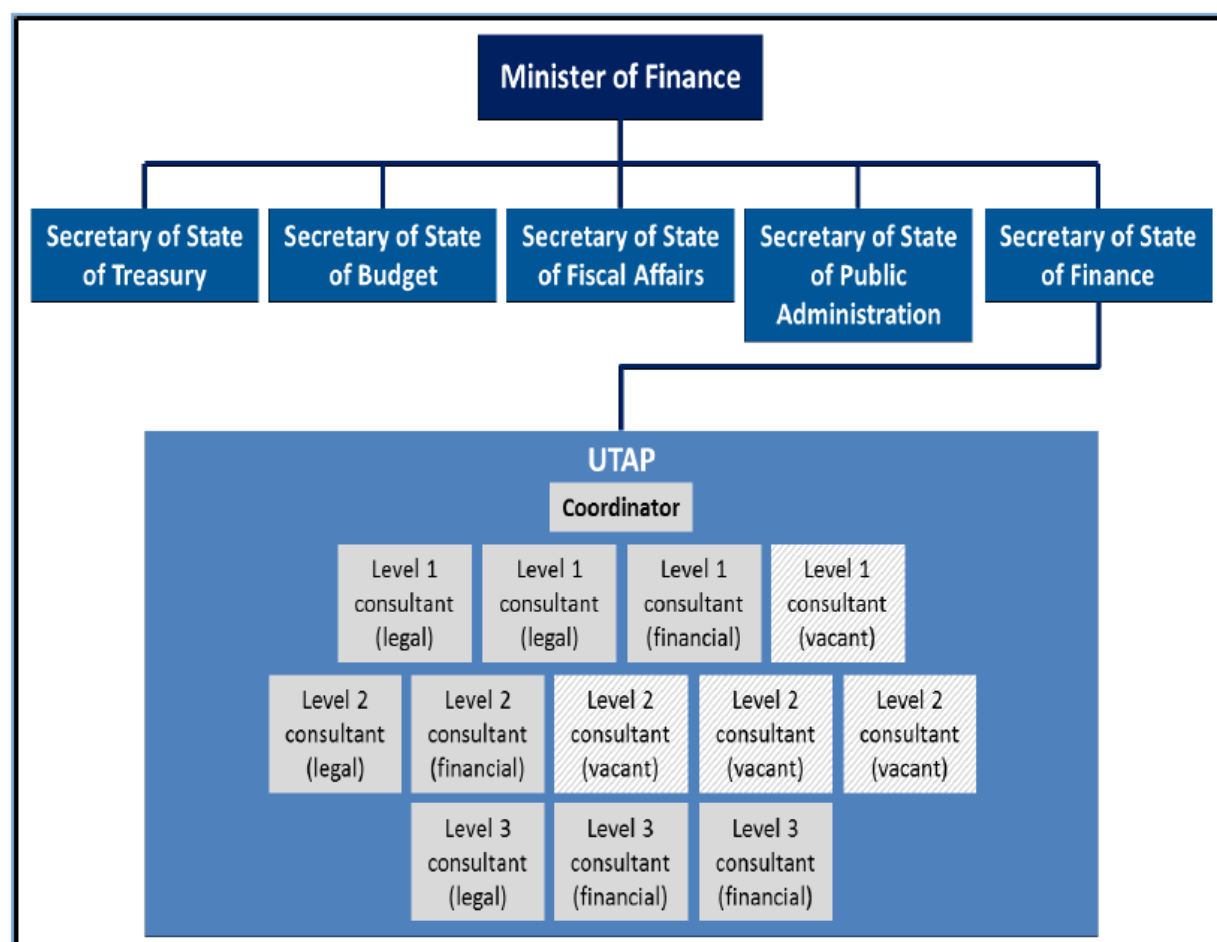 Minister of Finance
Secretary of State
of Treasury
Secretary of State
of Budget
Secretary of State
of Fiscal Affairs
Secretary of State
of Public
Administration
Secretary of State
of Finance
UTAP
Coordinator
Level 1
consultant
(legal)
Level 1
consultant
(legal)
Level 1
consultant
(financial)
Level 1
consultant
(vacant)
Level 2
consultant
(legal)
Level 2
consultant
(financial)
Level 2
consultant
(vacant)
Level 2
consultant
(vacant)
Level 2
consultant
(vacant)
Level 3
consultant
(legal)
Level 3
consultant
(financial)
Level 3
consultant
(financial)